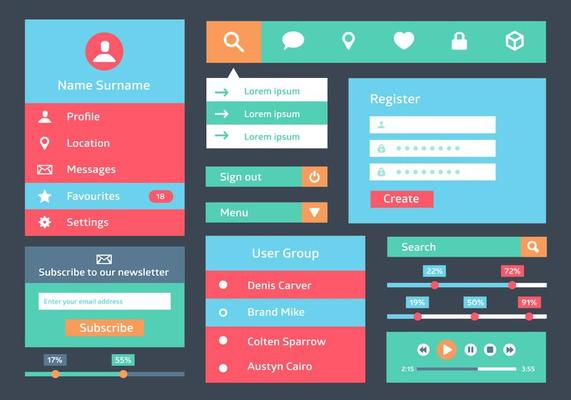 Name Surname
Profile
Location
Messages
Favourites 18
Settings
Subscribe to our newsletter
Enter your email address
Subscribe
17% 55%
Lorem ipsum
Lorem ipsum
Lorem ipsum
Sign out
Menu
Register
Create
User Group
Denis Carver
Brand Mike
Colten Sparrow
Austyn Cairo
Search
22% 72%
19% 50% 91%
2:15 3:55